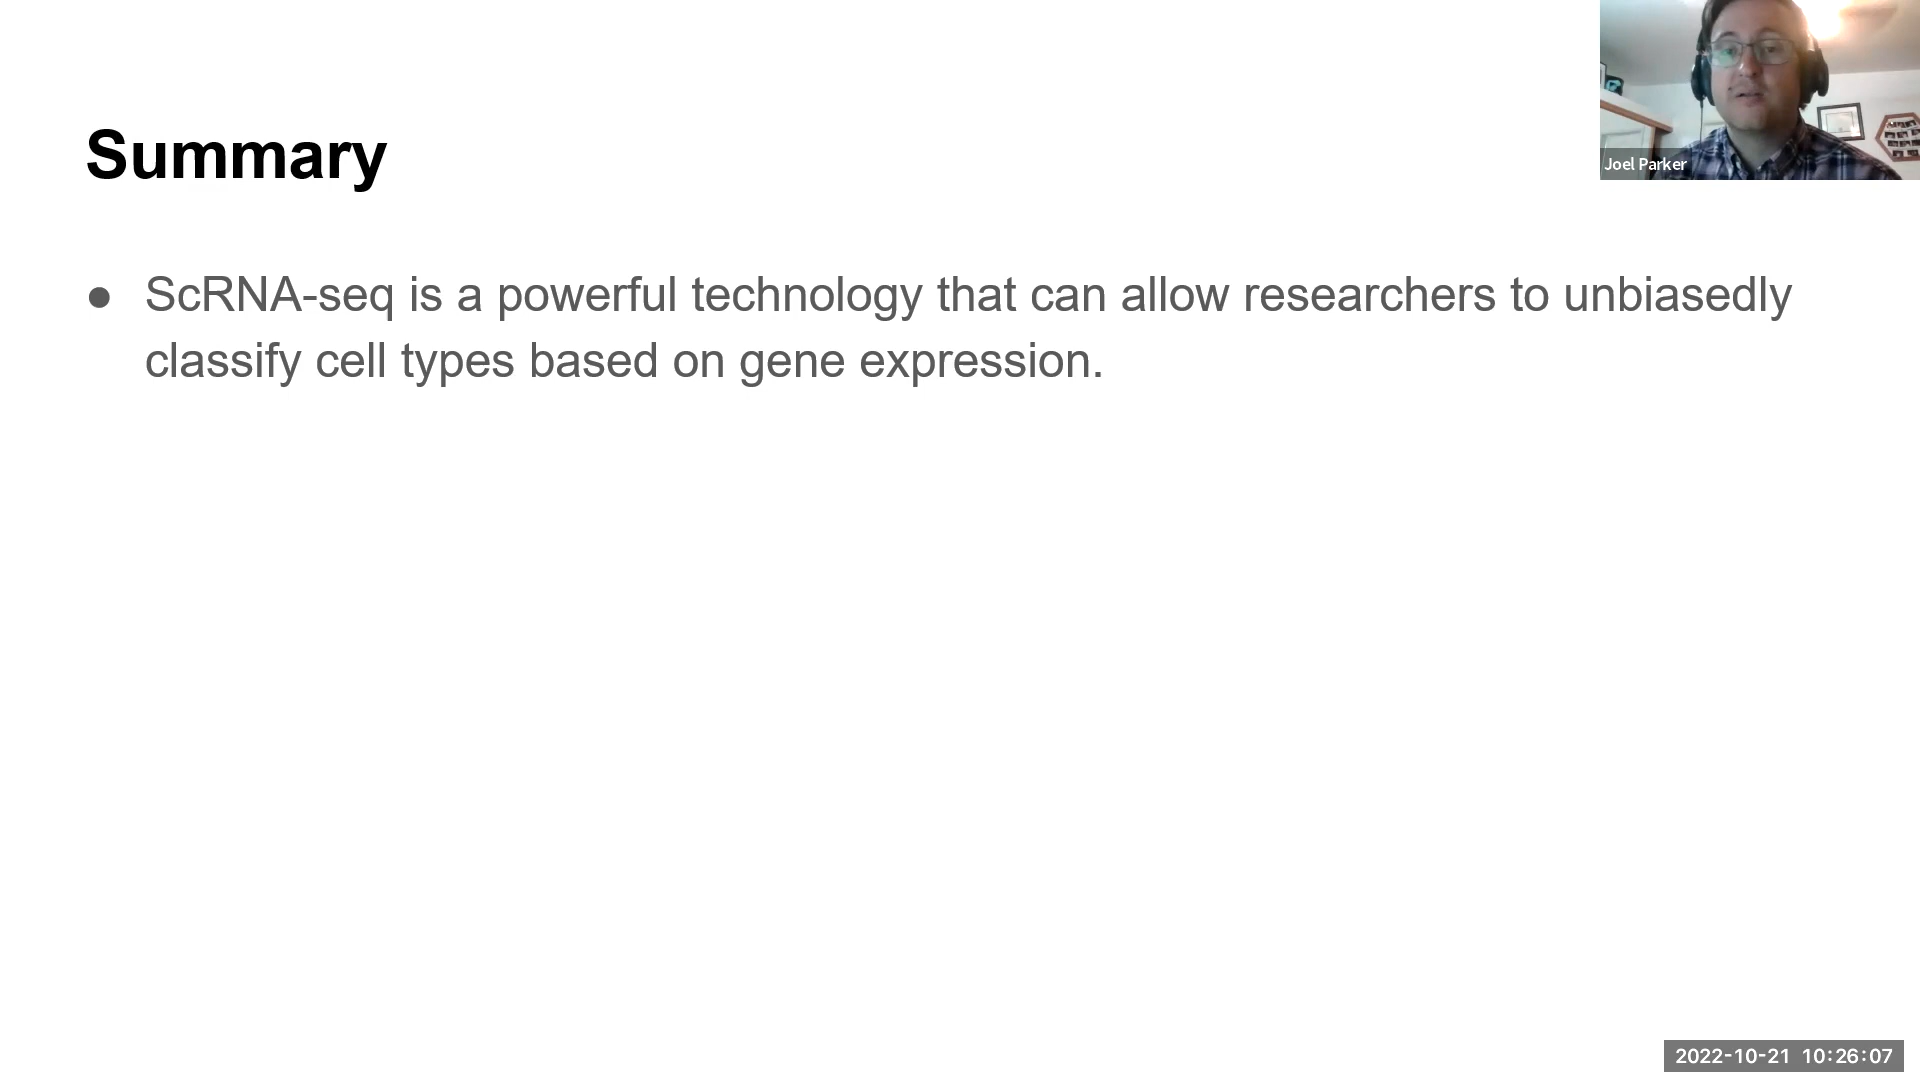 Joel Parker
Summary
● ScRNA-seq is a powerful technology that can allow researchers to unbiasedly
classify cell types based on gene expression.
2022-10-21 10:26:07